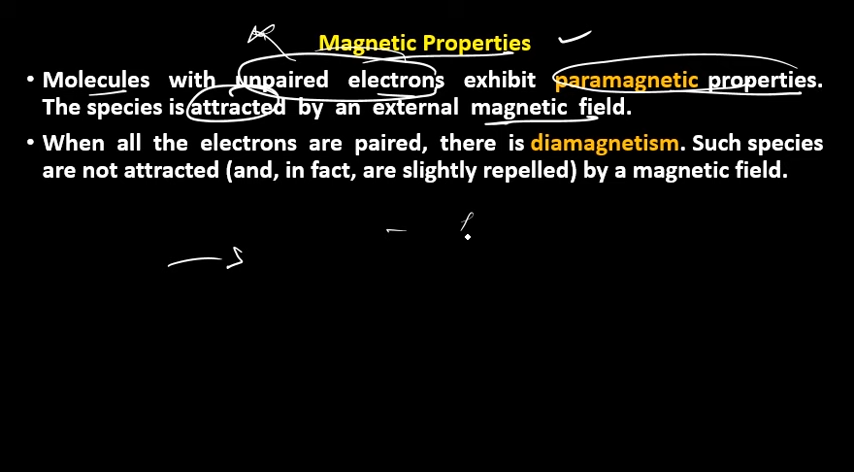 Magnetic Properties
• Molecules with unpaired electrons exhibit paramagnetic properties.
The species is attracted by an external magnetic field.
• When all the electrons are paired, there is diamagnetism. Such species
are not attracted (and, in fact, are slightly repelled) by a magnetic field.